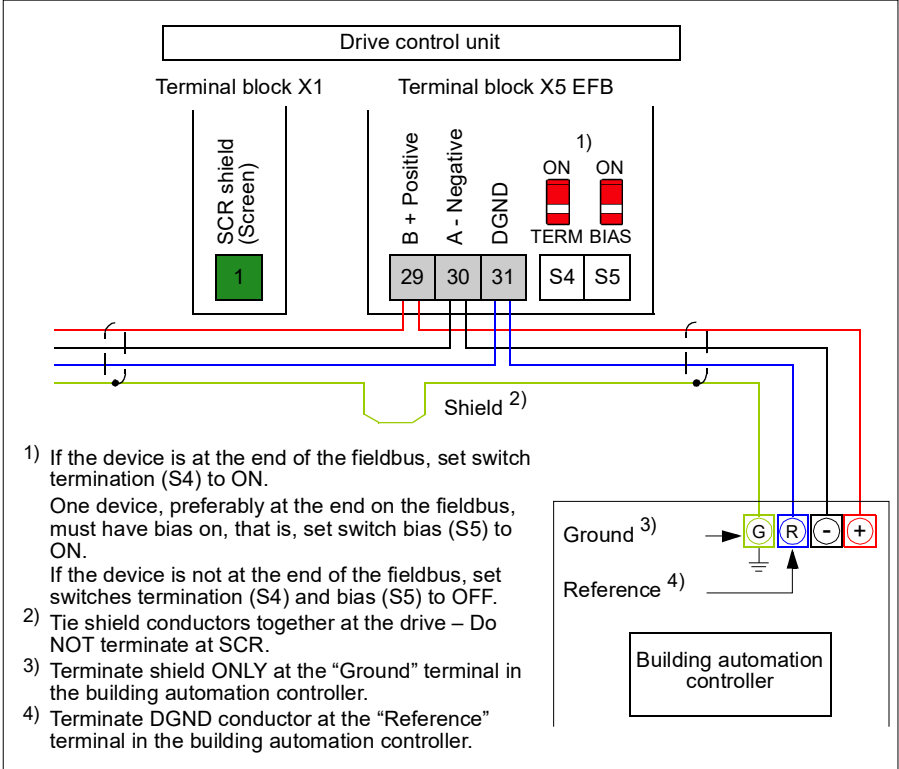 Drive control unit
Terminal block X1
Terminal block X5 EFB
SCR shield
(Screen)
B + Positive
A - Negative
DGND
1)
ON
ON
TERM
BIAS
1
29
30
31
S4
S5
Shield 2)
1) If the device is at the end of the fieldbus, set switch
termination (S4) to ON.
One device, preferably at the end on the fieldbus,
must have bias on, that is, set switch bias (S5) to
ON.
If the device is not at the end of the fieldbus, set
switches termination (S4) and bias (S5) to OFF.
2) Tie shield conductors together at the drive – Do
NOT terminate at SCR.
3) Terminate shield ONLY at the “Ground” terminal in
the building automation controller.
4) Terminate DGND conductor at the “Reference”
terminal in the building automation controller.
Ground 3)
G
R
-
+
Reference 4)
Building automation
controller